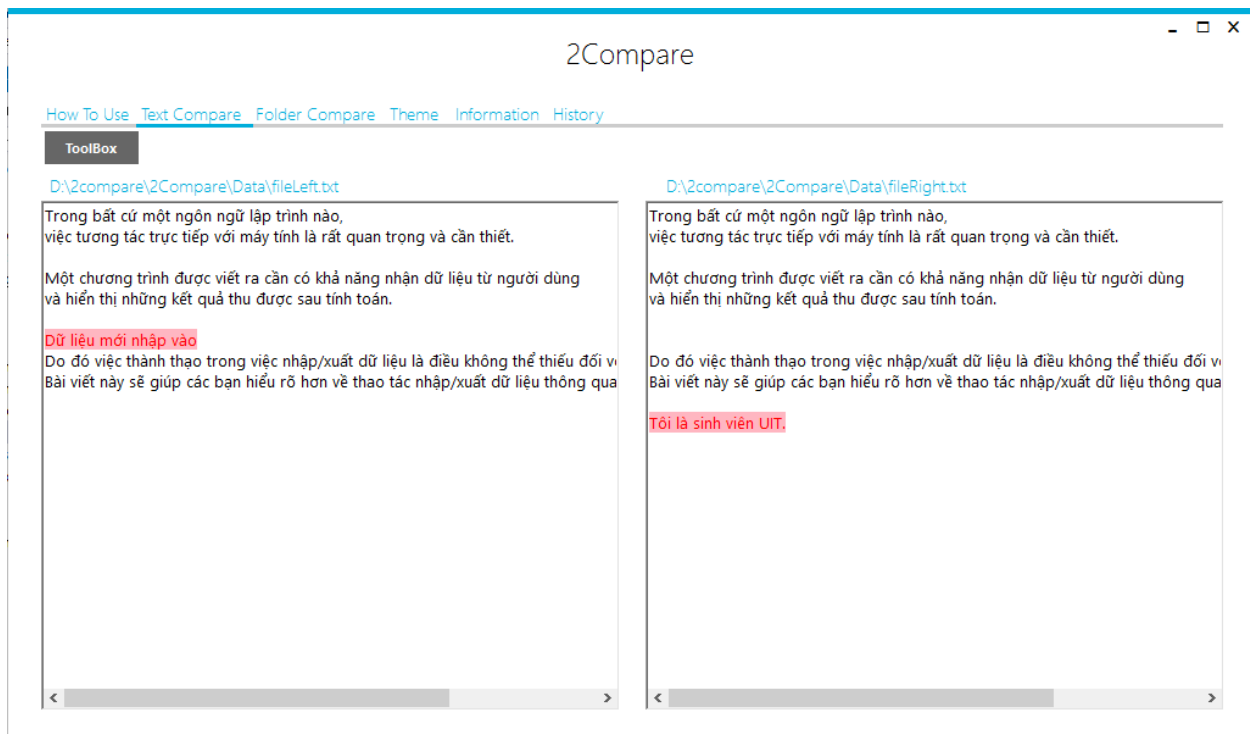 2Compare
How To Use Text Compare Folder Compare Theme Information History
ToolBox
D:\2compare\2Compare\Data\fileLeft.txt
Trong bất cứ một ngôn ngữ lập trình nào,
việc tương tác trực tiếp với máy tính là rất quan trọng và cần thiết.
Một chương trình được viết ra cần có khả năng nhận dữ liệu từ người dùng
và hiển thị những kết quả thu được sau tính toán.
Dữ liệu mới nhập vào
Do đó việc thành thạo trong việc nhập/xuất dữ liệu là điều không thể thiếu đối
Bài viết này sẽ giúp các bạn hiểu rõ hơn về thao tác nhập/xuất dữ liệu thông qua
D:\2compare\2Compare\Data\fileRight.txt
Trong bất cứ một ngôn ngữ lập trình nào,
việc tương tác trực tiếp với máy tính là rất quan trọng và cần thiết.
Một chương trình được viết ra cần có khả năng nhận dữ liệu từ người dùng
và hiển thị những kết quả thu được sau tính toán.
Do đó việc thành thạo trong việc nhập/xuất dữ liệu là điều không thể thiếu đối
Bài viết này sẽ giúp các bạn hiểu rõ hơn về thao tác nhập/xuất dữ liệu thông qua
Tôi là sinh viên UIT.